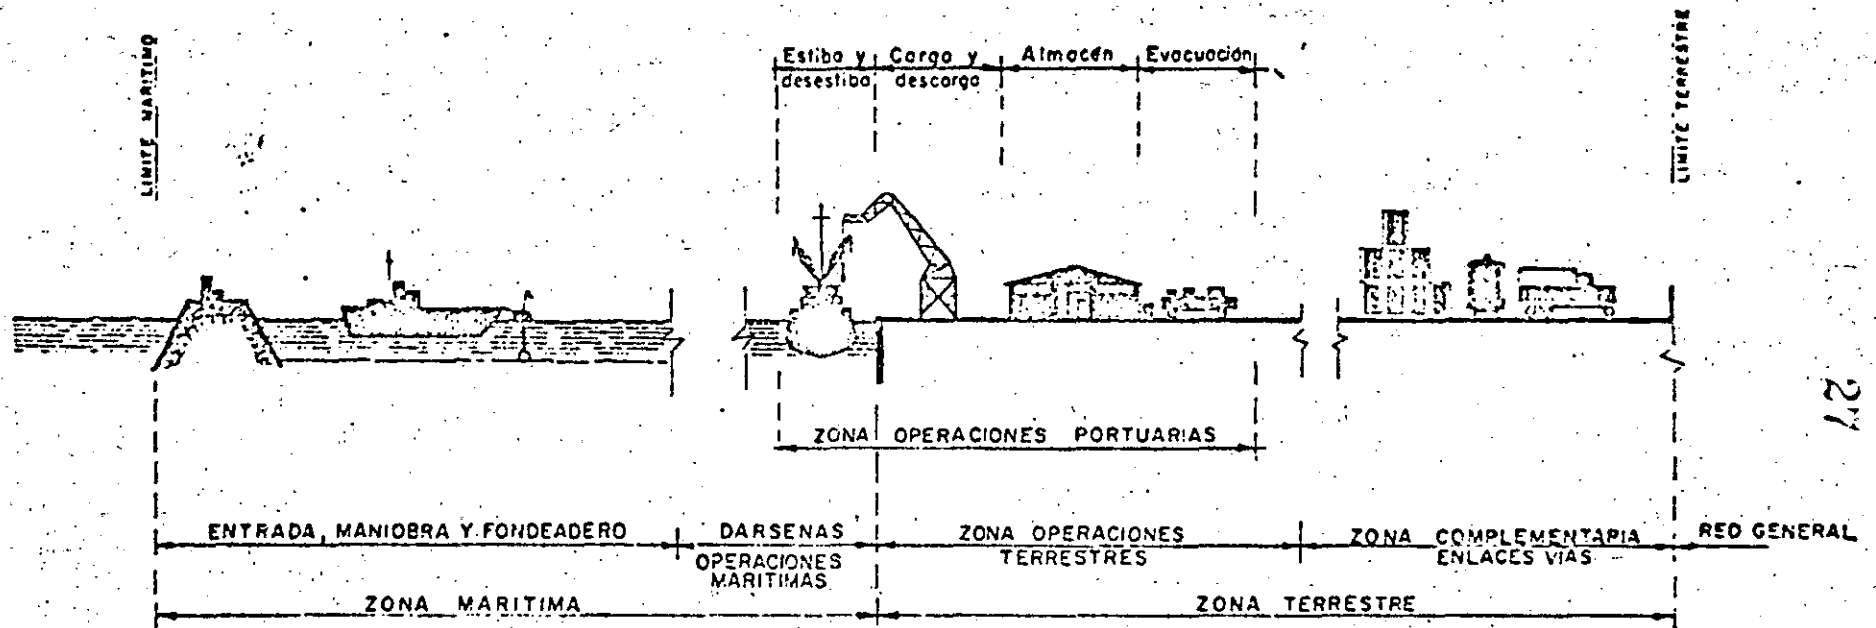 LIMITE MARITIMO
Estiba y
desestiba
Carga y
descarga
Almacén
Evacuación
LIMITE TERRESTRE
27
ZONA OPERACIONES PORTUARIAS
ENTRADA, MANIOBRA Y FONDEADERO
DARSENAS
OPERACIONES
MARITIMAS
ZONA OPERACIONES
TERRESTRES
ZONA COMPLEMENTARIA
ENLACES VIAS
RED GENERAL
ZONA MARITIMA
ZONA TERRESTRE